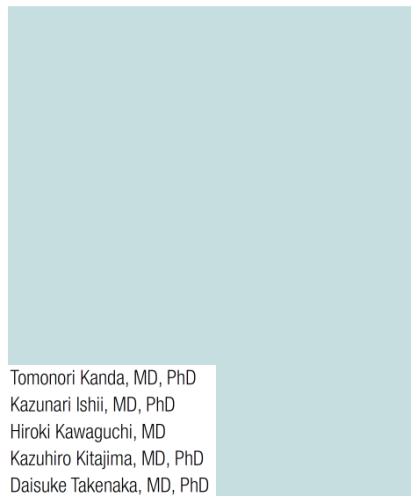 Tomonori Kanda, MD, PhD
Kazunari Ishii, MD, PhD
Hiroki Kawaguchi, MD
Kazuhiro Kitajima, MD, PhD
Daisuke Takenaka, MD, PhD